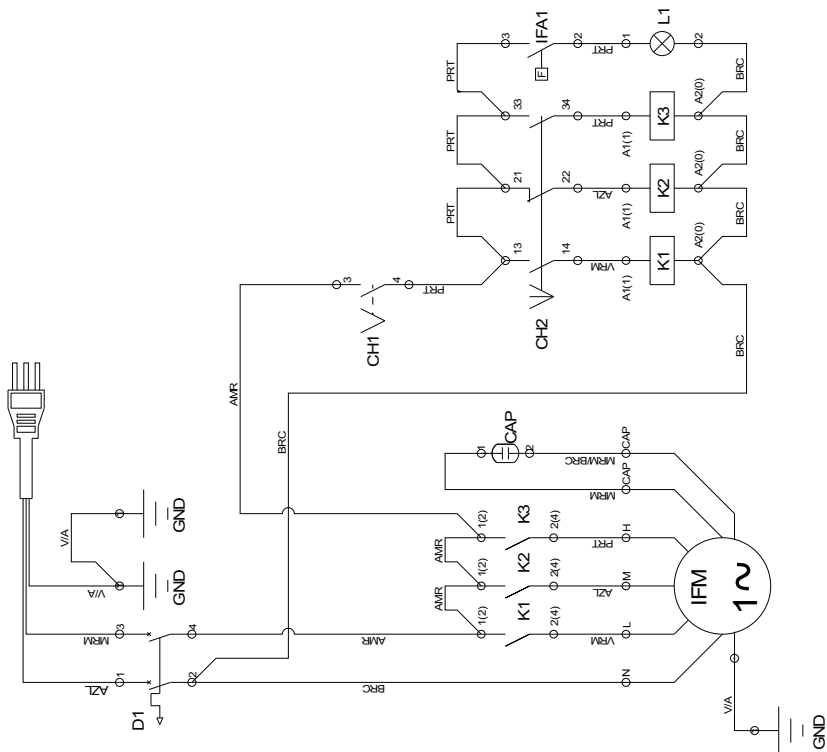 3
IFA1
2
1
L1
2
PRT
F
PRT
BRC
PRT
33
34
PRT
A1(1)
K3
A2(0)
BRC
PRT
21
22
AZL
A1(1)
K2
A2(0)
BRC
13
14
VRM
A1(1)
K1
A2(0)
CH2
3
4
PRT
CH1
AMR
BRC
BRC
V/A
GND
V/A
GND
MRM
3
4
AMR
AZL
1
2
BRC
D1
1
CAP
2
MRM/BRC
CAP
MRM
CAP
AMR
1(2)
K3
2(4)
PRT
H
AMR
1(2)
K2
2(4)
AZL
M
1(2)
K1
2(4)
VRM
L
N
IFM
1~
V/A
GND